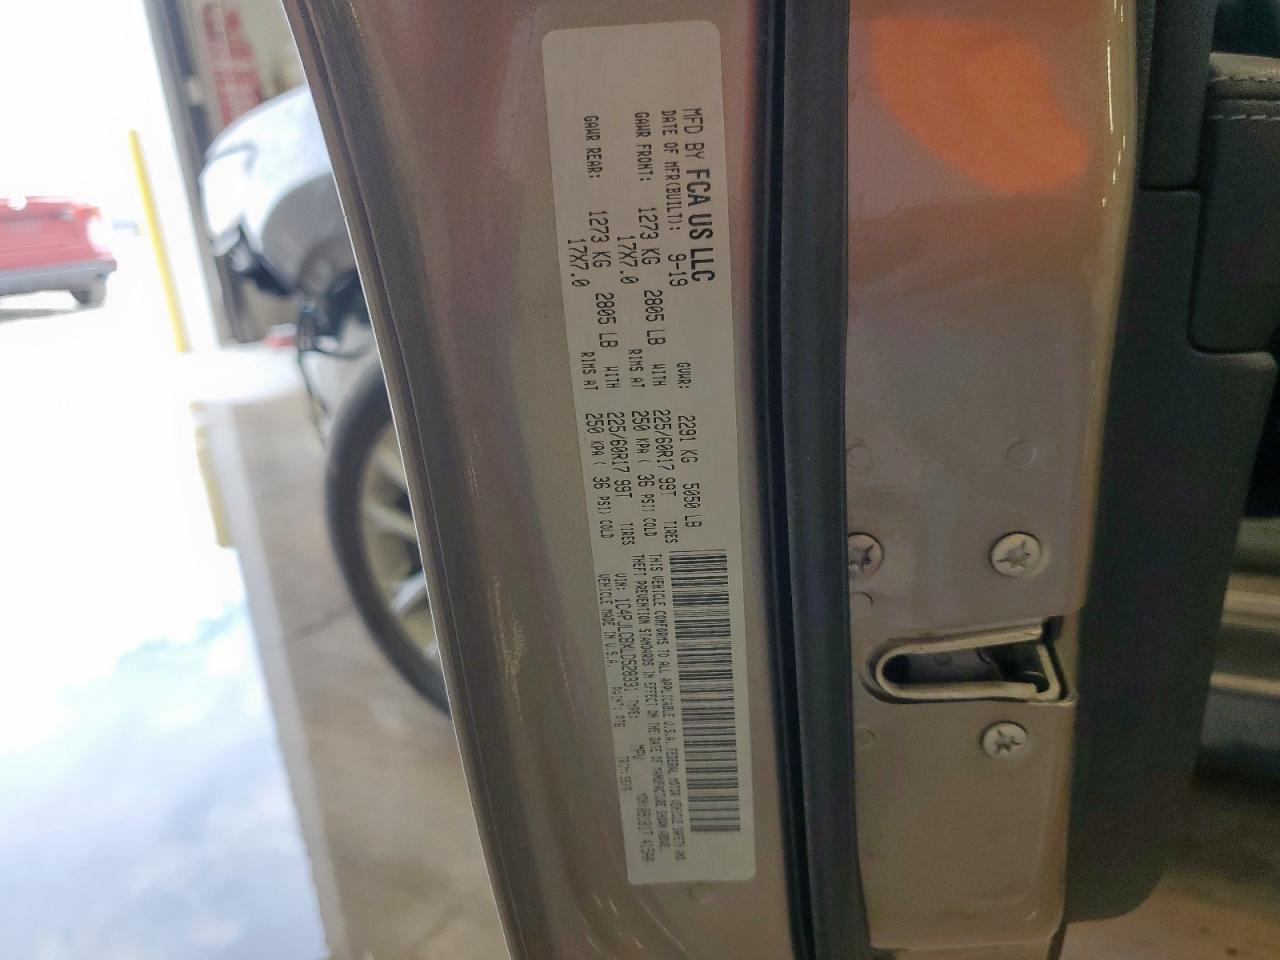 MFD BY FCA US LLC
DATE OF MFR(BUILT): 9-19
GVWR: 2291 KG 5050 LB
GAWR FRONT: 1273 KG 2805 LB WITH 225/60R17 99T TIRES
17X7.0 RIMS AT 250 KPA ( 36 PSI) COLD
GAWR REAR: 1273 KG 2805 LB WITH 225/60R17 99T TIRES
17X7.0 RIMS AT 250 KPA ( 36 PSI) COLD
THIS VEHICLE CONFORMS TO ALL APPLICABLE U.S.A. FEDERAL MOTOR VEHICLE SAFETY AND
THEFT PREVENTION STANDARDS IN EFFECT ON THE DATE OF MANUFACTURE SHOWN ABOVE.
VIN: 1C4PJLCBXLD528331 TYPE: MPV
VEHICLE MADE IN U.S.A. PAINT: